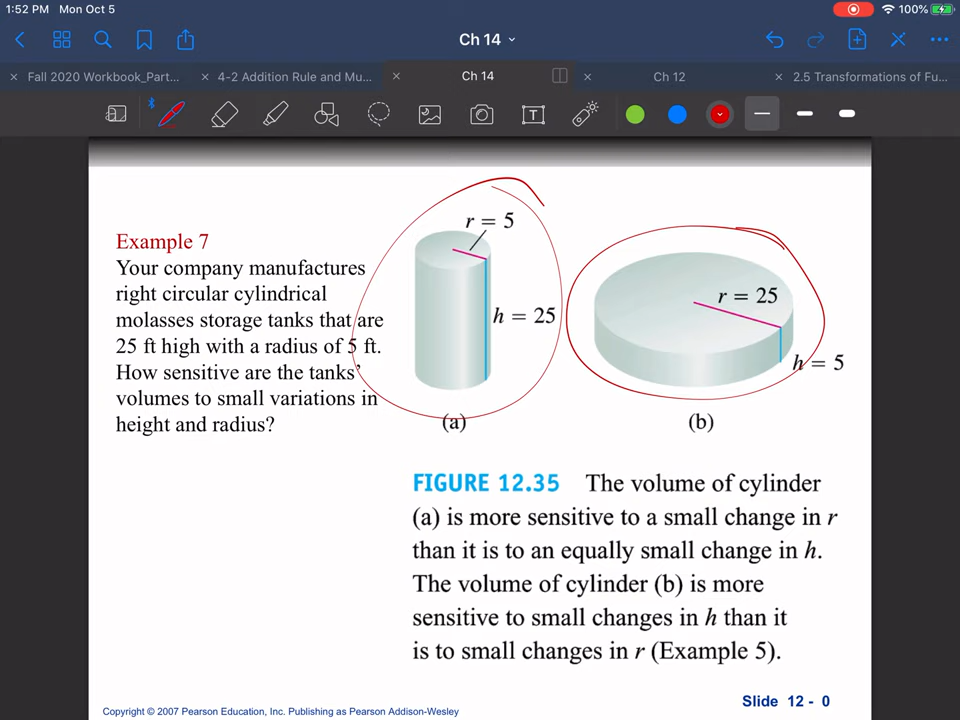 1:52 PM Mon Oct 5
100%
Ch 14
Fall 2020 Workbook_Part...
4-2 Addition Rule and Mu...
Ch 14
Ch 12
2.5 Transformations of Fu...
Example 7
Your company manufactures
right circular cylindrical
molasses storage tanks that are
25 ft high with a radius of 5 ft.
How sensitive are the tanks’
volumes to small variations in
height and radius?
r = 5
h = 25
(a)
r = 25
h = 5
(b)
FIGURE 12.35 The volume of cylinder
(a) is more sensitive to a small change in r
than it is to an equally small change in h.
The volume of cylinder (b) is more
sensitive to small changes in h than it
is to small changes in r (Example 5).
Slide 12 - 0
Copyright © 2007 Pearson Education, Inc. Publishing as Pearson Addison-Wesley